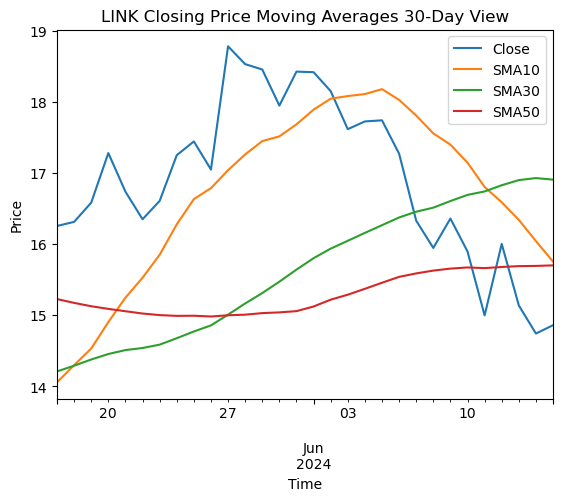 LINK Closing Price Moving Averages 30-Day View
Close
SMA10
SMA30
SMA50
Price
19
18
17
16
15
14
20
27
03
10
Jun
2024
Time